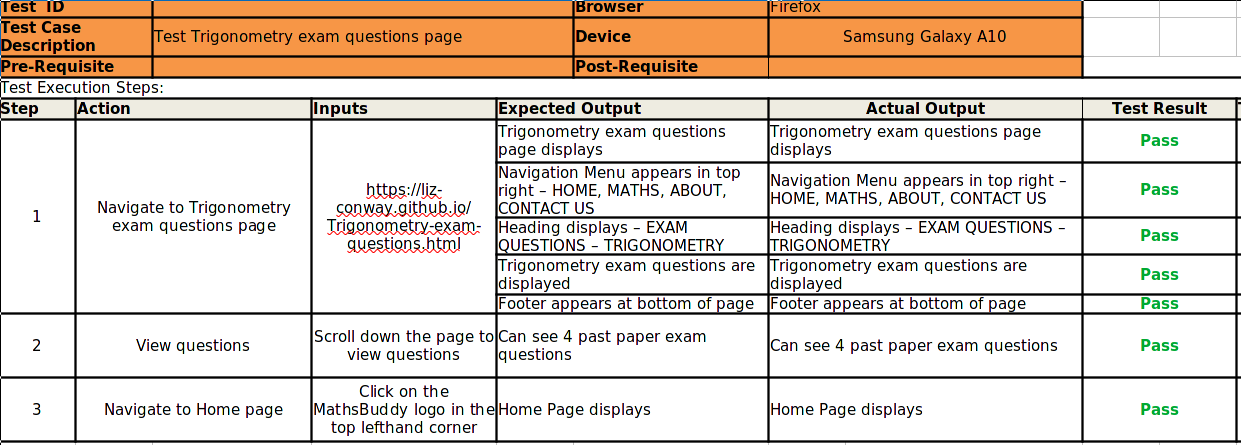 Test ID Browser Firefox
Test Case
Description Test Trigonometry exam questions page Device Samsung Galaxy A10
Pre-Requisite Post-Requisite
Test Execution Steps:
Step Action Inputs Expected Output Actual Output Test Result
1
Navigate to Trigonometry
exam questions page
https://liz-
conway.github.io/
Trigonometry-exam-
questions.html
Trigonometry exam questions
page displays
Trigonometry exam questions page
displays
Pass
Navigation Menu appears in top
right – HOME, MATHS, ABOUT,
CONTACT US
Navigation Menu appears in top right –
HOME, MATHS, ABOUT, CONTACT US
Pass
Heading displays – EXAM
QUESTIONS – TRIGONOMETRY
Heading displays – EXAM QUESTIONS –
TRIGONOMETRY
Pass
Trigonometry exam questions are
displayed
Trigonometry exam questions are
displayed
Pass
Footer appears at bottom of page
Footer appears at bottom of page
Pass
2
View questions
Scroll down the page to
view questions
Can see 4 past paper exam
questions
Can see 4 past paper exam questions
Pass
3
Navigate to Home page
Click on the
MathsBuddy logo in the
top lefthand corner
Home Page displays
Home Page displays
Pass